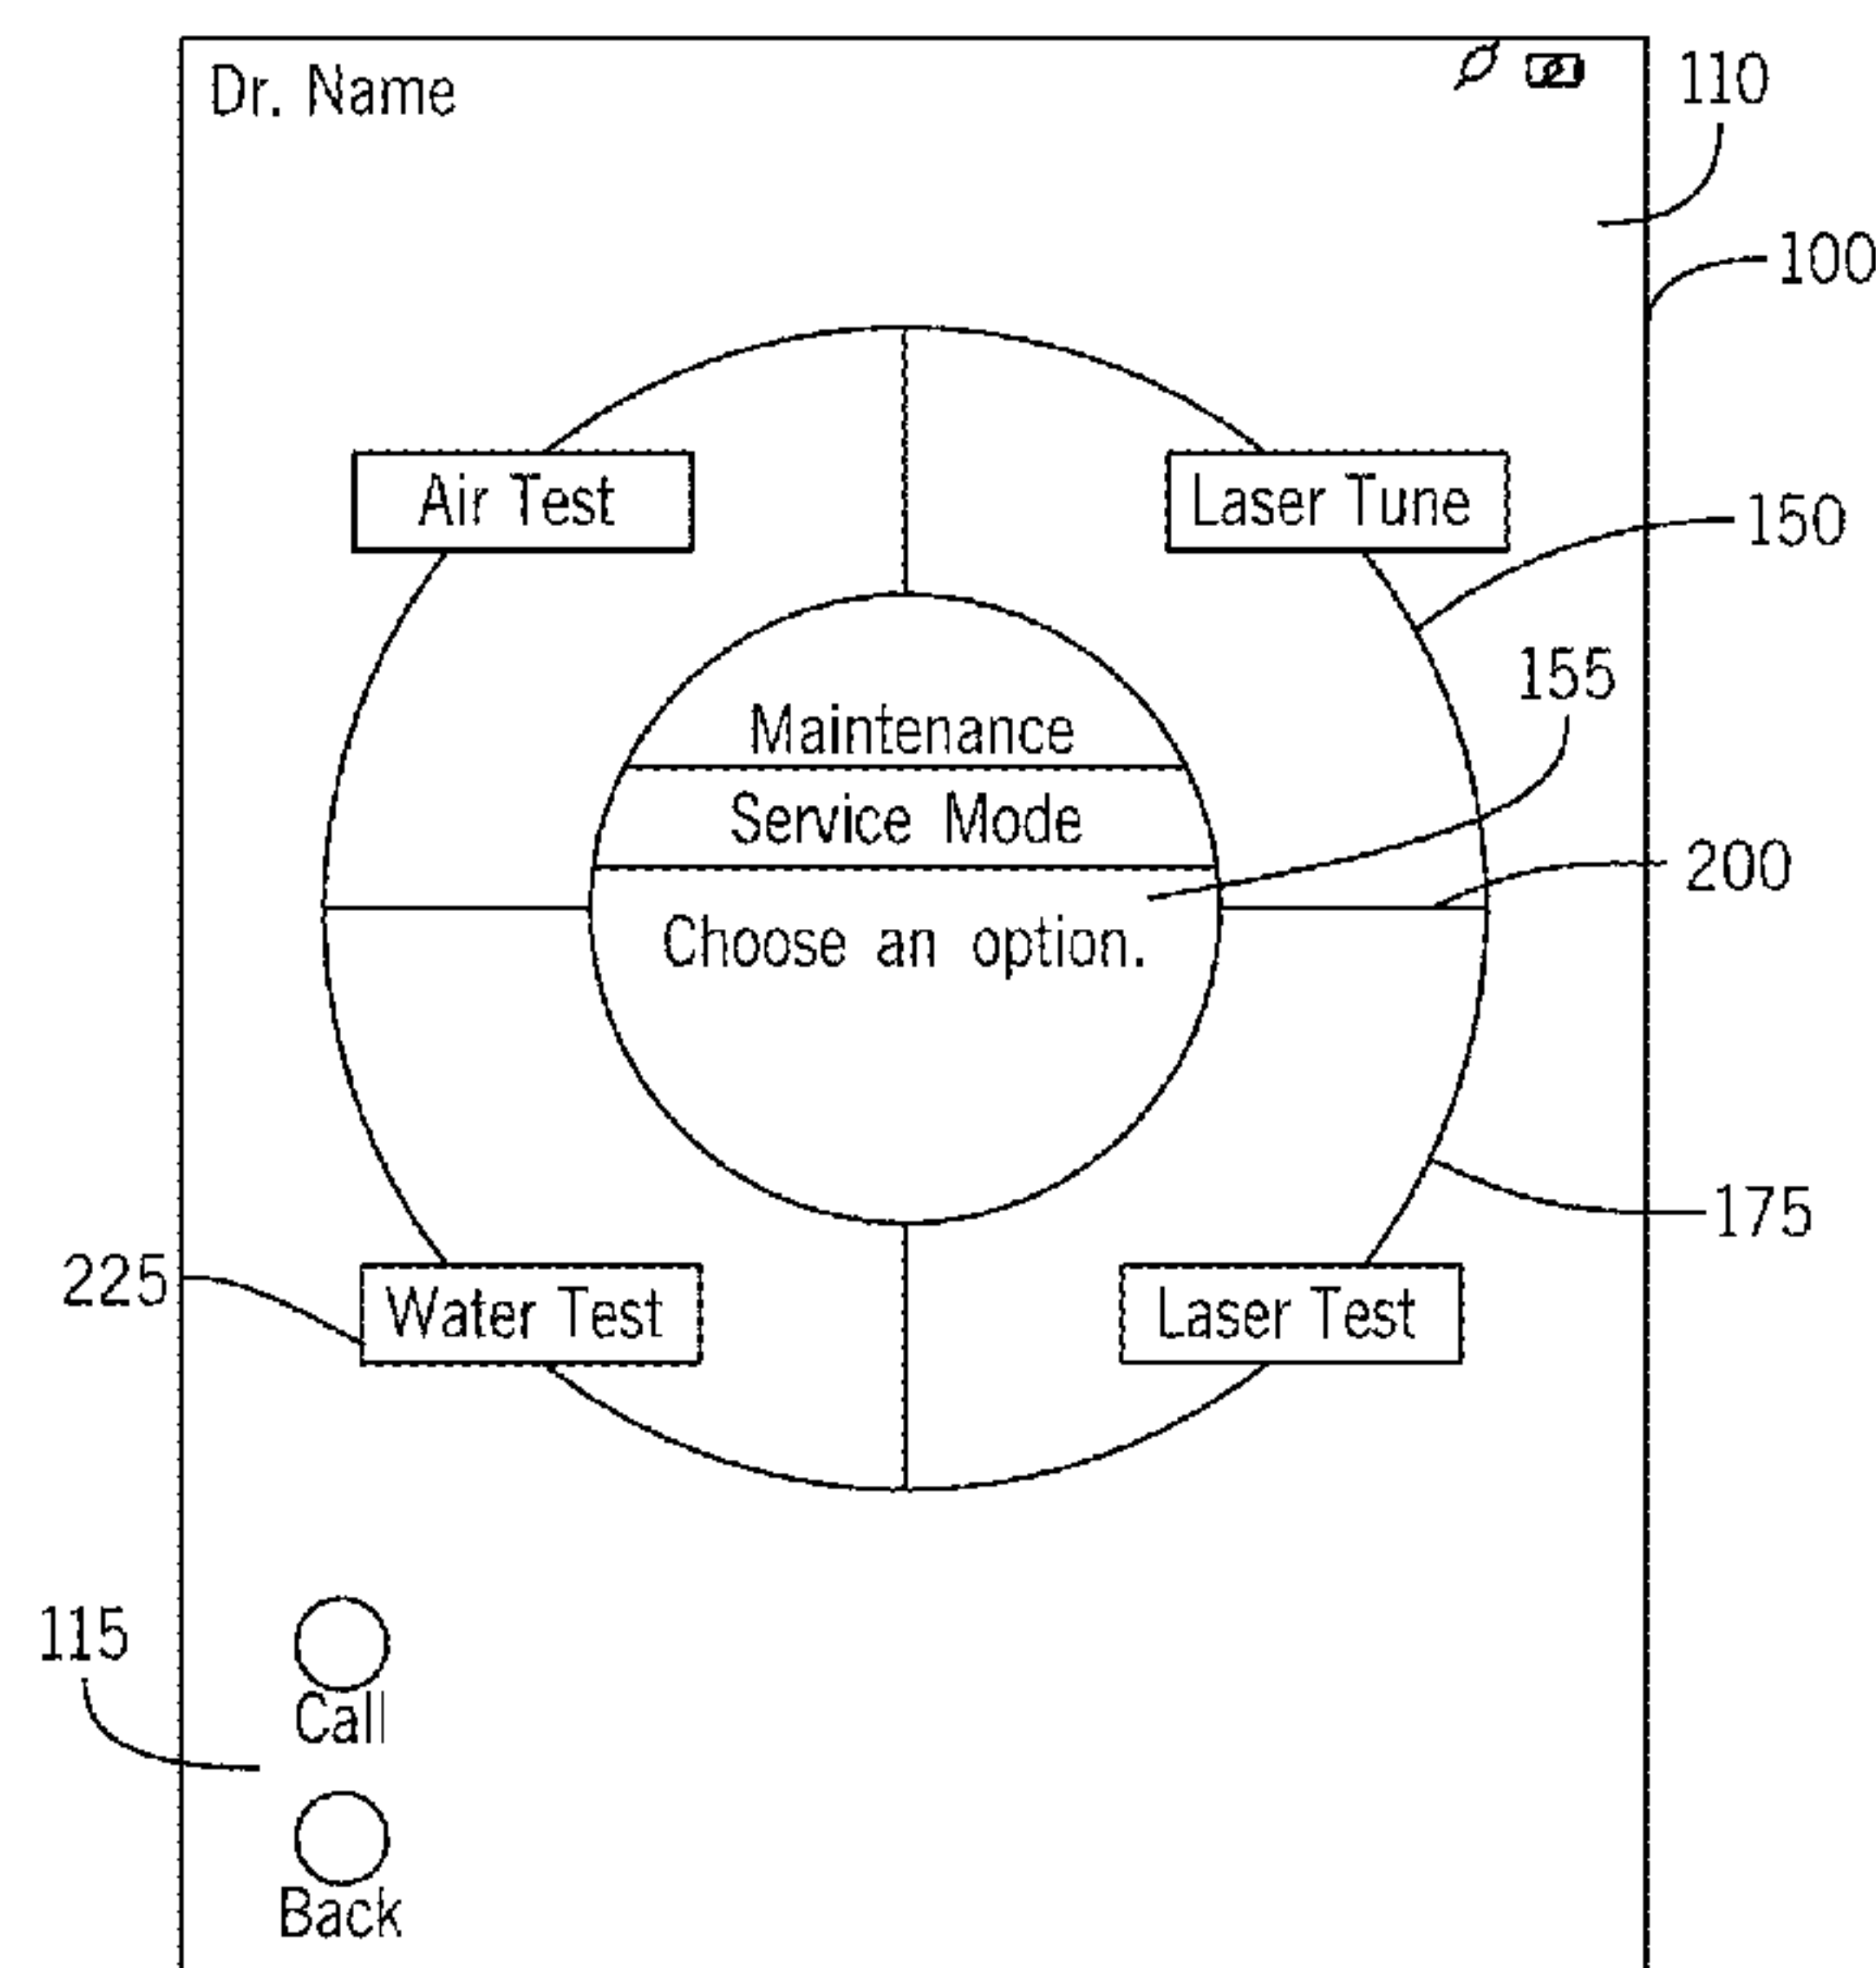 Dr. Name
110
100
Air Test
Laser Tune
150
155
Maintenance
Service Mode
200
Choose an option.
175
225
Water Test
Laser Test
115
Call
Back